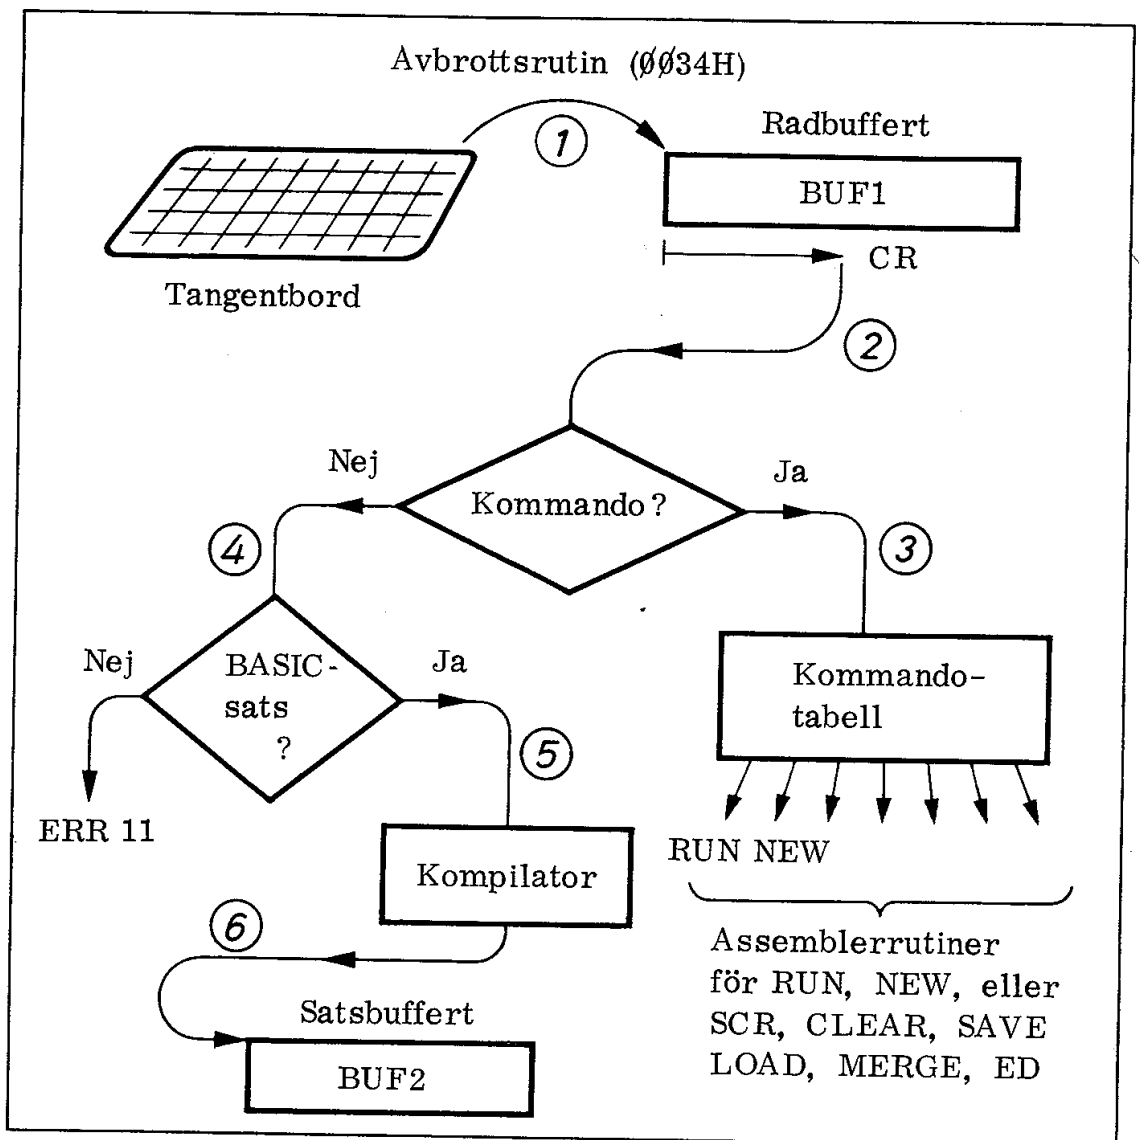 Avbrottsrutin (ØØ34H)
1
Radbuffert
BUF1
CR
Tangentbord
2
Nej
Kommando?
Ja
4
3
Nej
BASIC-
sats
?
Ja
Kommando-
tabell
5
ERR 11
RUN NEW
Kompilator
6
Assemblerrutiner
för RUN, NEW, eller
SCR, CLEAR, SAVE
LOAD, MERGE, ED
Satsbuffert
BUF2